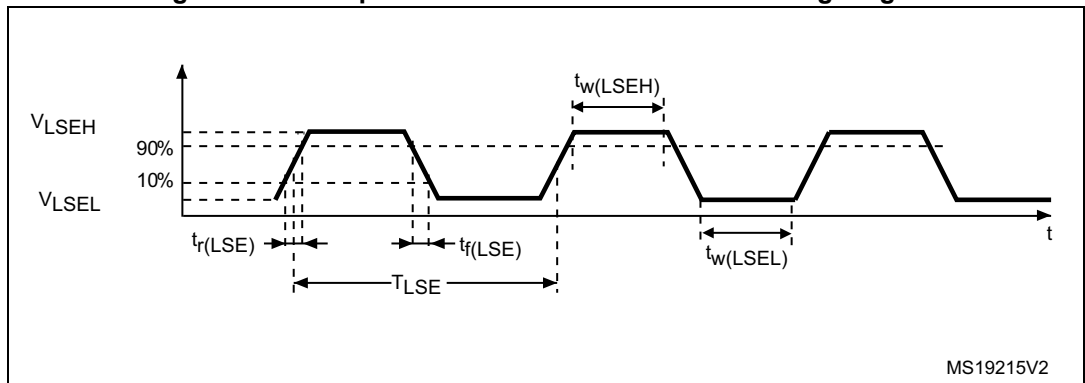 tw(LSEH)
VLSEH
90%
10%
VLSEL
tr(LSE)
tf(LSE)
tw(LSEL)
t
TLSE
MS19215V2